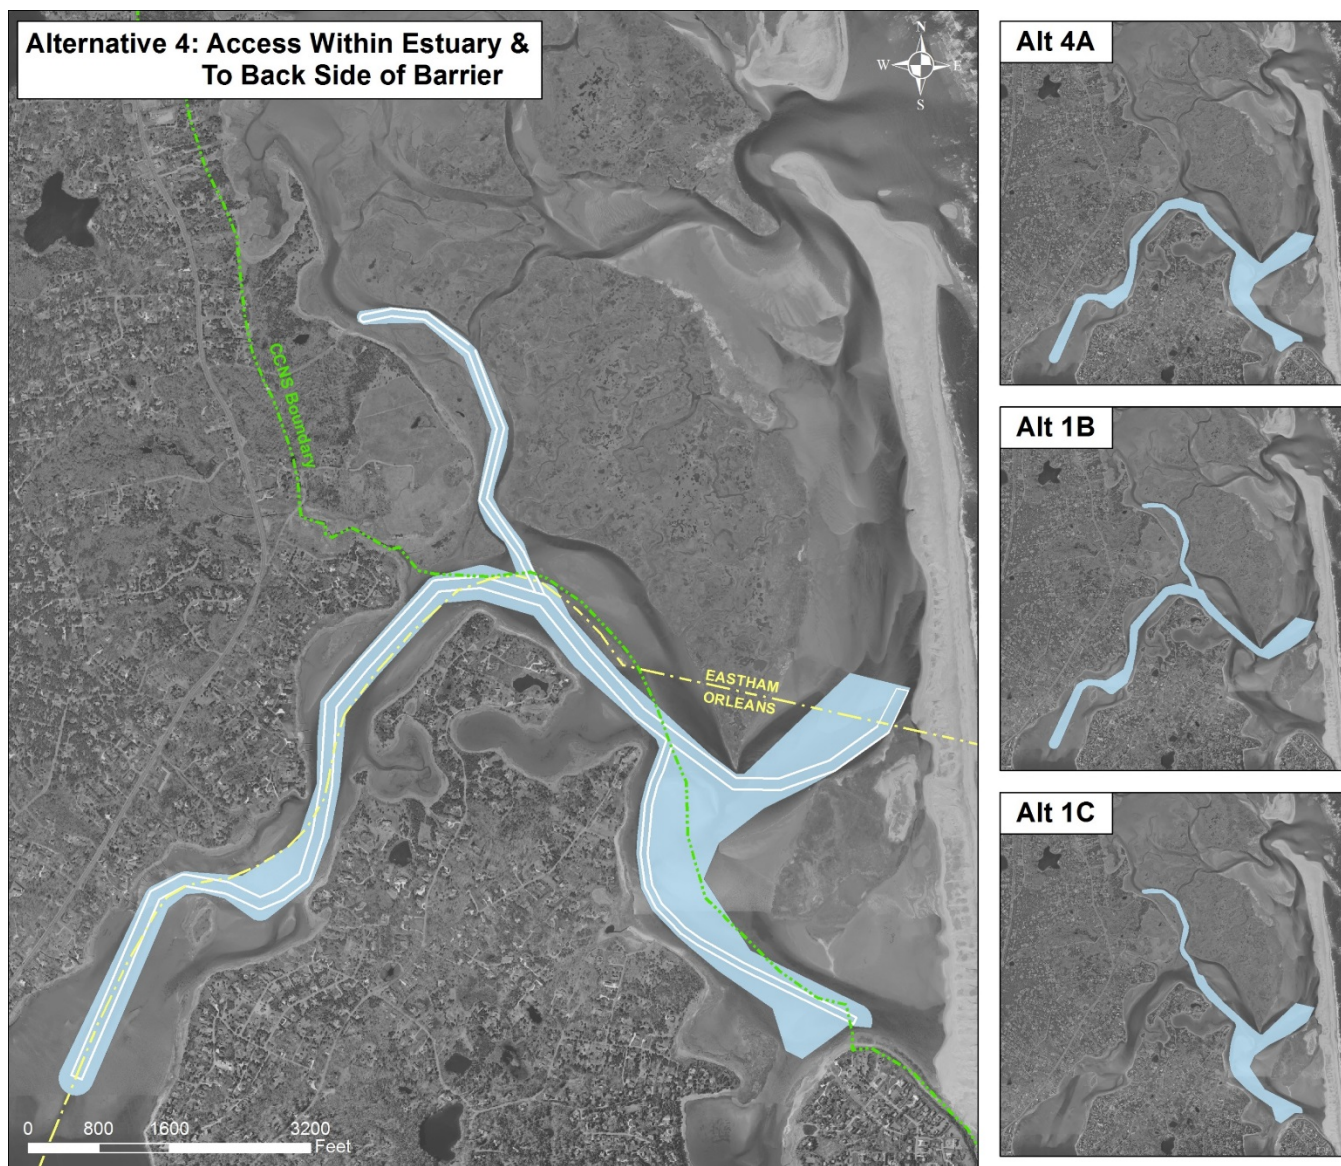 Alternative 4: Access Within Estuary &
To Back Side of Barrier
N
W E
S
CCNS Boundary
EASTHAM
ORLEANS
0 800 1600 3200
Feet
Alt 4A
Alt 1B
Alt 1C